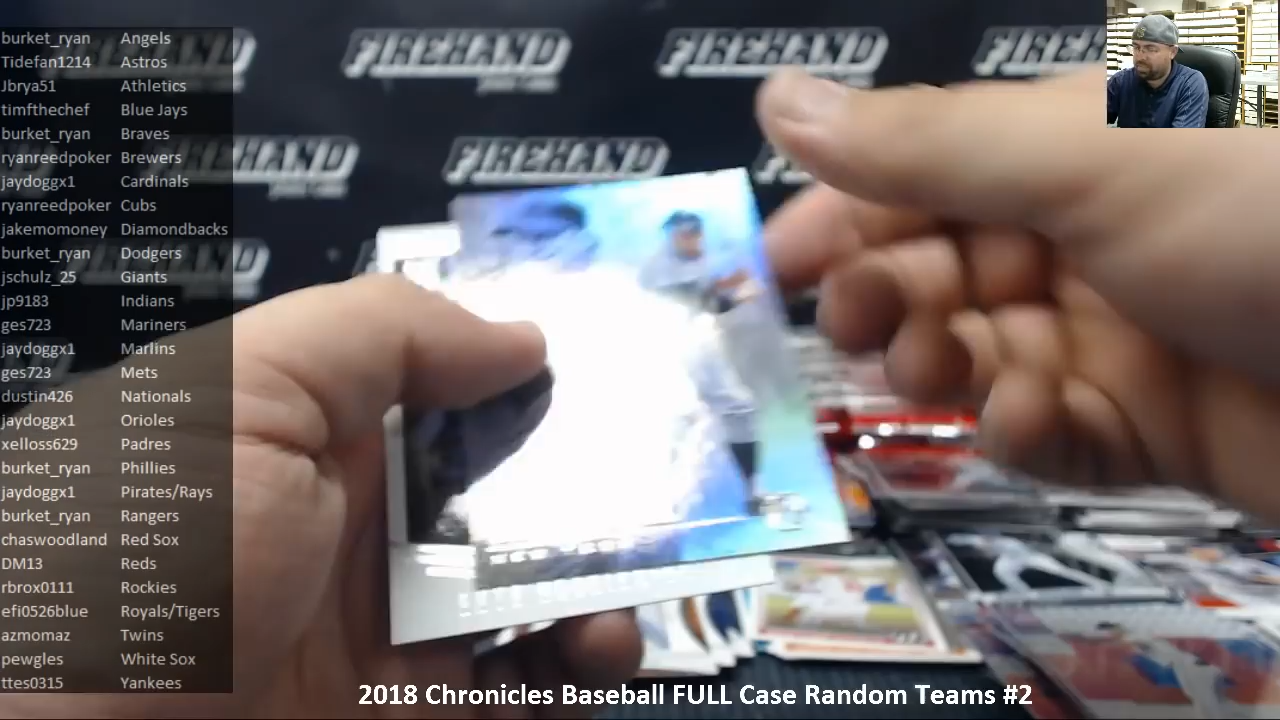 burket_ryan Angels
Tidefan1214 Astros
Jbrya51 Athletics
timfthechef Blue Jays
burket_ryan Braves
ryanreedpoker Brewers
jaydoggx1 Cardinals
ryanreedpoker Cubs
jakemomoney Diamondbacks
burket_ryan Dodgers
jschulz_25 Giants
jp9183 Indians
ges723 Mariners
jaydoggx1 Marlins
ges723 Mets
dustin426 Nationals
jaydoggx1 Orioles
xelloss629 Padres
burket_ryan Phillies
jaydoggx1 Pirates/Rays
burket_ryan Rangers
chaswoodland Red Sox
DM13 Reds
rbrox0111 Rockies
efi0526blue Royals/Tigers
azmomaz Twins
pewgles White Sox
ttes0315 Yankees
FIREHAND FIREHAND FIREHAND
FIREHAND
2018 Chronicles Baseball FULL Case Random Teams #2